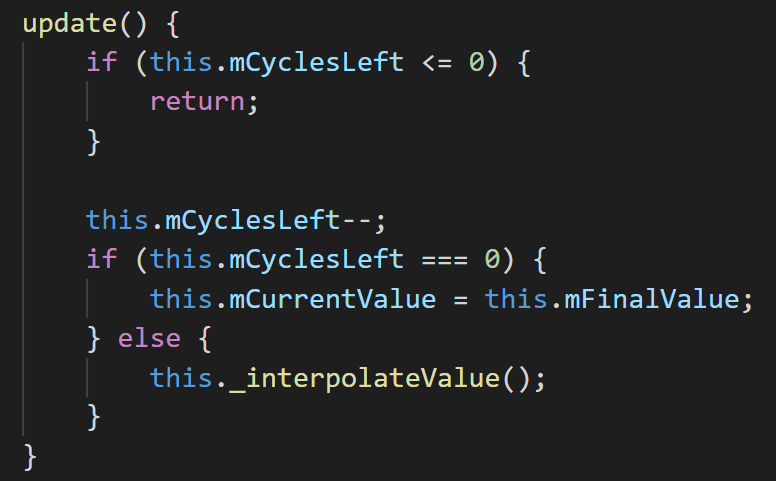 update() {
    if (this.mCyclesLeft <= 0) {
        return;
    }

    this.mCyclesLeft--;
    if (this.mCyclesLeft === 0) {
        this.mCurrentValue = this.mFinalValue;
    } else {
        this._interpolateValue();
    }
}